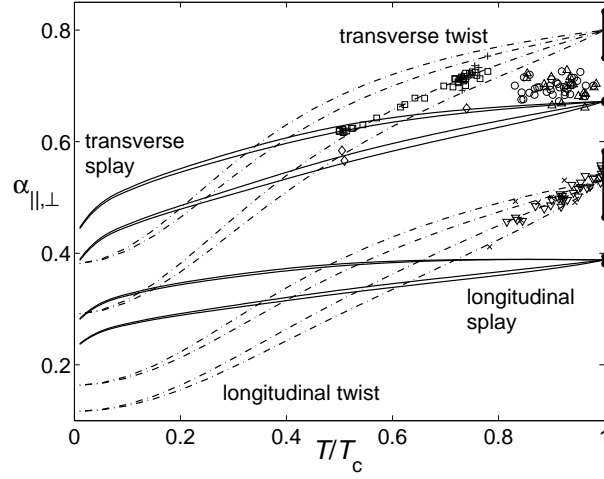 0.8
0.6
0.4
0.2
α||,⊥
transverse twist
transverse
splay
longitudinal
splay
longitudinal twist
0
0.2
0.4
0.6
0.8
1
T/Tc